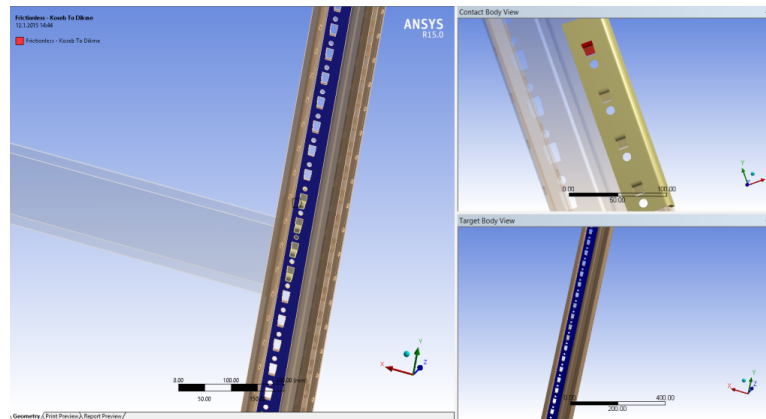 Frictionless - Koseb To Dikme
12.1.2015 14:44
Frictionless - Koseb To Dikme
ANSYS
R15.0
0.00
100.00
50.00
X
Y
Z
Geometry / Print Preview / Report Preview /
Contact Body View
0.00
100.00
50.00
Y
Target Body View
0.00
400.00
200.00
X
Y
Z